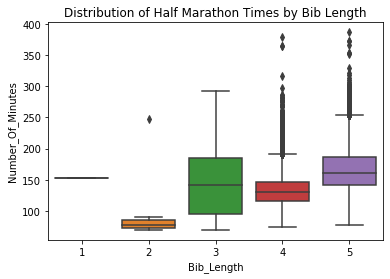 Distribution of Half Marathon Times by Bib Length
400
350
300
250
200
150
100
Number_Of_Minutes
1 2 3 4 5
Bib_Length